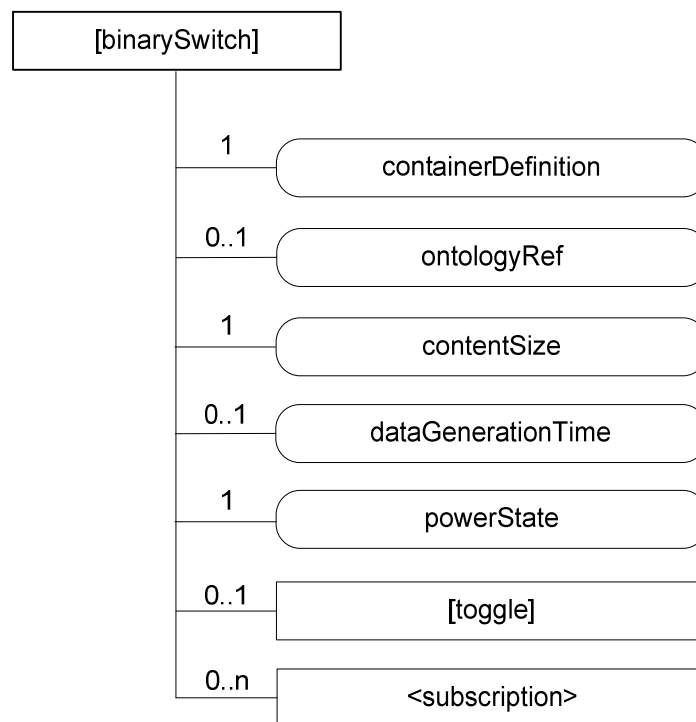 [binarySwitch]
1
containerDefinition
0..1
ontologyRef
1
contentSize
0..1
dataGenerationTime
1
powerState
0..1
[toggle]
0..n
<subscription>